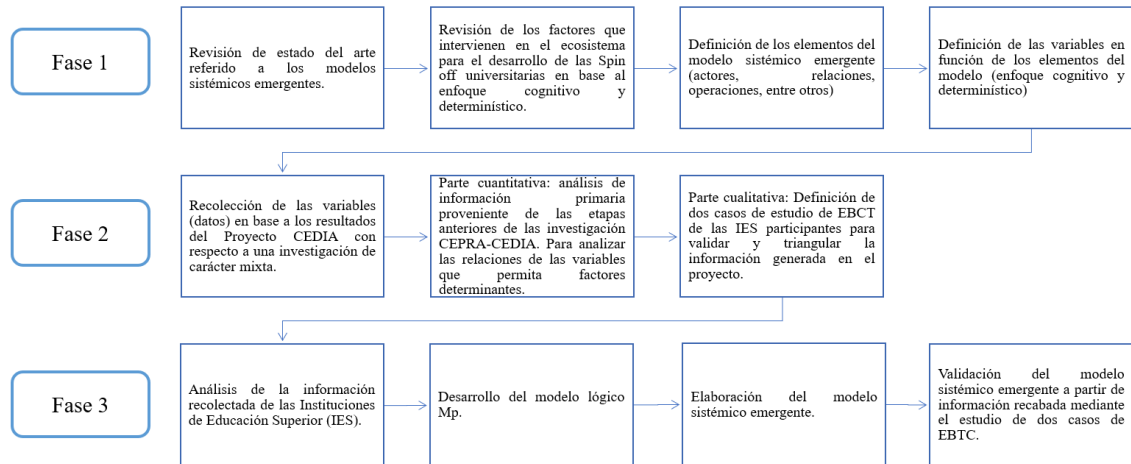 Fase 1
Revisión de estado del arte
referido a los modelos
sistémicos emergentes.
Revisión de los factores que
intervienen en el ecosistema
para el desarrollo de las Spin
off universitarias en base al
enfoque cognitivo y
determinístico.
Definición de los elementos del
modelo sistémico emergente
(actores, relaciones,
operaciones, entre otros)
Definición de las variables en
función de los elementos del
modelo (enfoque cognitivo y
determinístico)
Fase 2
Recolección de las variables
(datos) en base a los resultados
del Proyecto CEDIA con
respecto a una investigación de
carácter mixta.
Parte cuantitativa: análisis de
información primaria
proveniente de las etapas
anteriores de las investigación
CEPRA-CEDIA. Para analizar
las relaciones de las variables
que permita factores
determinantes.
Parte cualitativa: Definición de
dos casos de estudio de EBCT
de las IES participantes para
validar y triangular la
información generada en el
proyecto.
Fase 3
Análisis de la información
recolectada de las Instituciones
de Educación Superior (IES).
Desarrollo del modelo lógico
Mp.
Elaboración del modelo
sistémico emergente.
Validación del modelo
sistémico emergente a partir de
información recabada mediante
el estudio de dos casos de
EBTC.